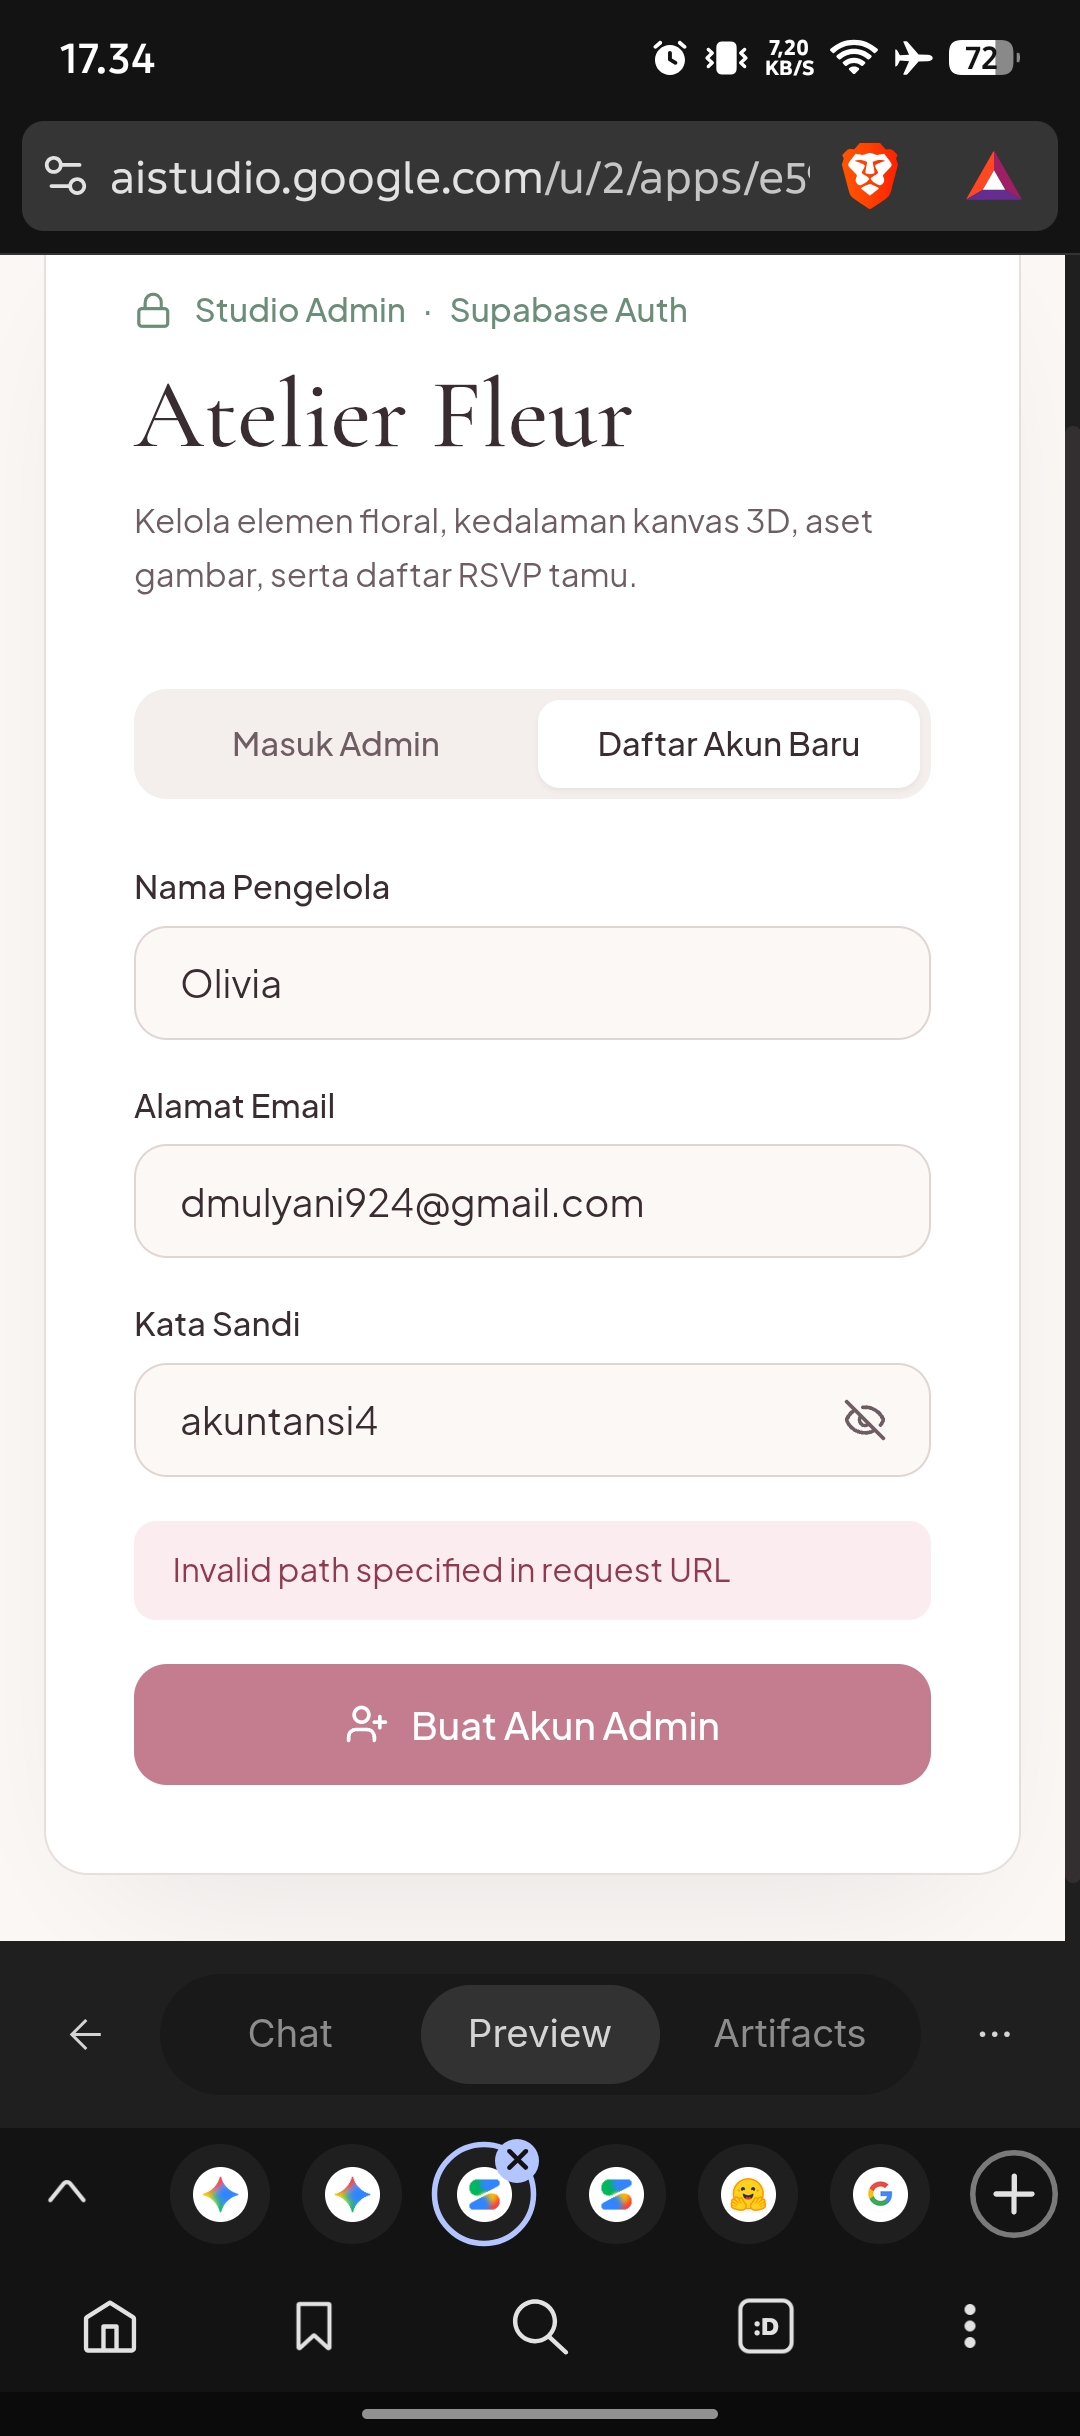 17.34
7,20
KB/S
72
aistudio.google.com/u/2/apps/e5
Studio Admin · Supabase Auth
Atelier Fleur
Kelola elemen floral, kedalaman kanvas 3D, aset
gambar, serta daftar RSVP tamu.
Masuk Admin
Daftar Akun Baru
Nama Pengelola
Olivia
Alamat Email
dmulyani924@gmail.com
Kata Sandi
akuntansi4
Invalid path specified in request URL
Buat Akun Admin
Chat
Preview
Artifacts
:D